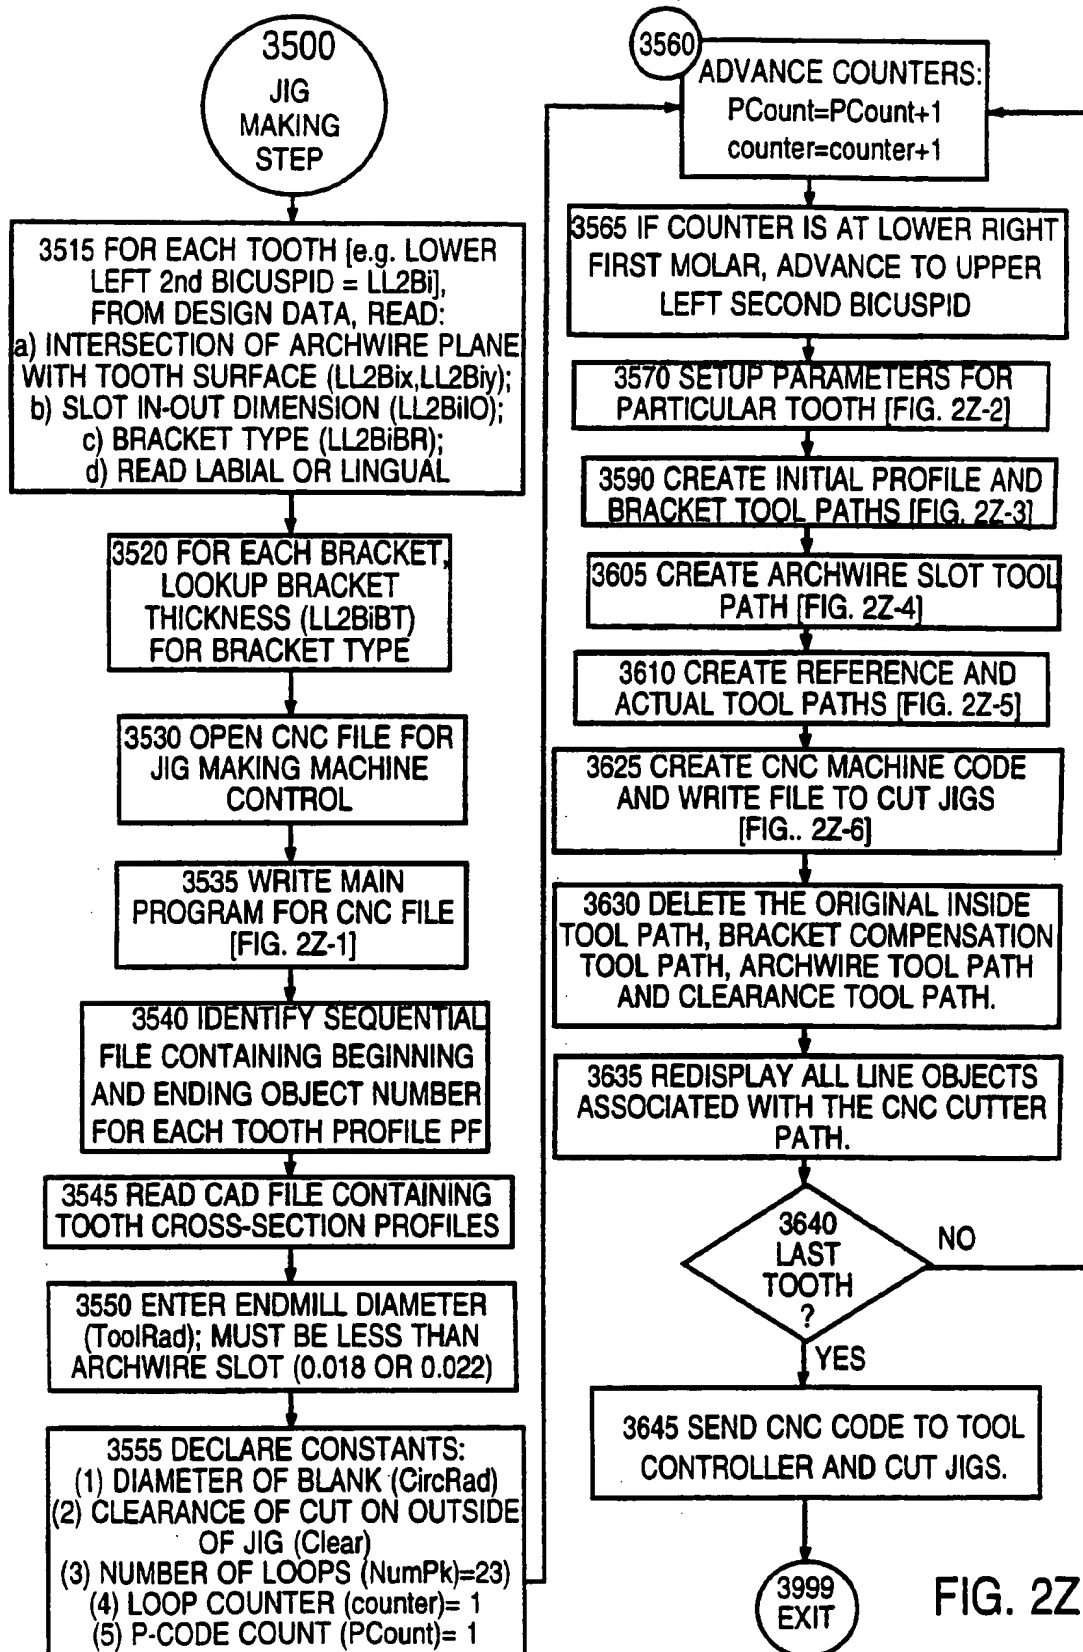 3500
JIG
MAKING
STEP
3515 FOR EACH TOOTH [e.g. LOWER
LEFT 2nd BICUSPID = LL2Bi],
FROM DESIGN DATA, READ:
a) INTERSECTION OF ARCHWIRE PLANE
WITH TOOTH SURFACE (LL2Bix,LL2Biy);
b) SLOT IN-OUT DIMENSION (LL2BiIO);
c) BRACKET TYPE (LL2BiBR);
d) READ LABIAL OR LINGUAL
3520 FOR EACH BRACKET,
LOOKUP BRACKET
THICKNESS (LL2BiBT)
FOR BRACKET TYPE
3530 OPEN CNC FILE FOR
JIG MAKING MACHINE
CONTROL
3535 WRITE MAIN
PROGRAM FOR CNC FILE
[FIG. 2Z-1]
3540 IDENTIFY SEQUENTIAL
FILE CONTAINING BEGINNING
AND ENDING OBJECT NUMBER
FOR EACH TOOTH PROFILE PF
3545 READ CAD FILE CONTAINING
TOOTH CROSS-SECTION PROFILES
3550 ENTER ENDMILL DIAMETER
(ToolRad); MUST BE LESS THAN
ARCHWIRE SLOT (0.018 OR 0.022)
3555 DECLARE CONSTANTS:
(1) DIAMETER OF BLANK (CircRad)
(2) CLEARANCE OF CUT ON OUTSIDE
OF JIG (Clear)
(3) NUMBER OF LOOPS (NumPk)=23)
(4) LOOP COUNTER (counter)= 1
(5) P-CODE COUNT (PCount)= 1
3560
ADVANCE COUNTERS:
PCount=PCount+1
counter=counter+1
3565 IF COUNTER IS AT LOWER RIGHT
FIRST MOLAR, ADVANCE TO UPPER
LEFT SECOND BICUSPID
3570 SETUP PARAMETERS FOR
PARTICULAR TOOTH [FIG. 2Z-2]
3590 CREATE INITIAL PROFILE AND
BRACKET TOOL PATHS [FIG. 2Z-3]
3605 CREATE ARCHWIRE SLOT TOOL
PATH [FIG. 2Z-4]
3610 CREATE REFERENCE AND
ACTUAL TOOL PATHS [FIG. 2Z-5]
3625 CREATE CNC MACHINE CODE
AND WRITE FILE TO CUT JIGS
[FIG.. 2Z-6]
3630 DELETE THE ORIGINAL INSIDE
TOOL PATH, BRACKET COMPENSATION
TOOL PATH, ARCHWIRE TOOL PATH
AND CLEARANCE TOOL PATH.
3635 REDISPLAY ALL LINE OBJECTS
ASSOCIATED WITH THE CNC CUTTER
PATH.
3640
LAST
TOOTH
?
NO
YES
3645 SEND CNC CODE TO TOOL
CONTROLLER AND CUT JIGS.
3999
EXIT
FIG. 2Z